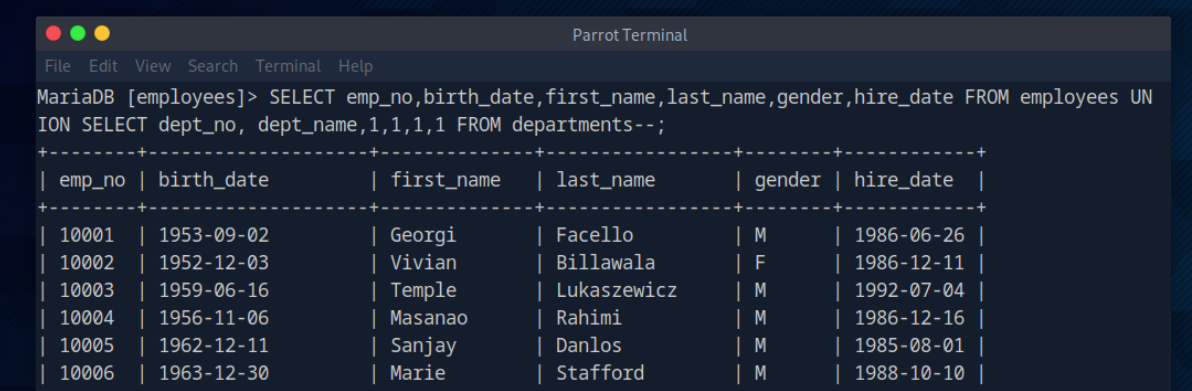 Parrot Terminal
File Edit View Search Terminal Help
MariaDB [employees]> SELECT emp_no,birth_date,first_name,last_name,gender,hire_date FROM employees UN
ION SELECT dept_no, dept_name,1,1,1,1 FROM departments--;
+--------+--------------------+--------------+-----------------+--------+------------+
| emp_no | birth_date | first_name | last_name | gender | hire_date |
+--------+--------------------+--------------+-----------------+--------+------------+
| 10001 | 1953-09-02 | Georgi | Facello | M | 1986-06-26 |
| 10002 | 1952-12-03 | Vivian | Billawala | F | 1986-12-11 |
| 10003 | 1959-06-16 | Temple | Lukaszewicz | M | 1992-07-04 |
| 10004 | 1956-11-06 | Masanao | Rahimi | M | 1986-12-16 |
| 10005 | 1962-12-11 | Sanjay | Danlos | M | 1985-08-01 |
| 10006 | 1963-12-30 | Marie | Stafford | M | 1988-10-10 |